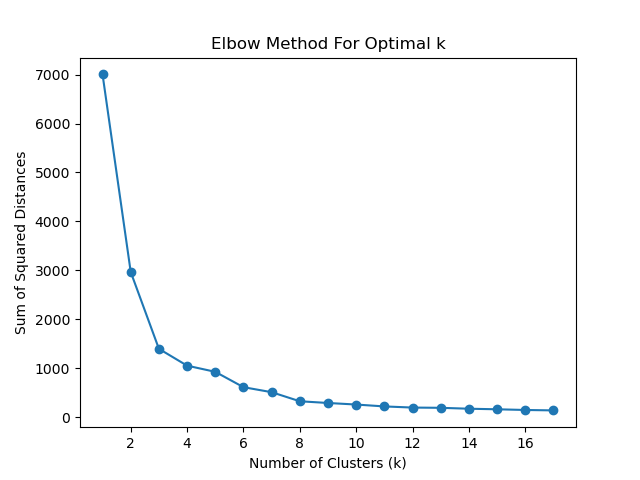 Elbow Method For Optimal k
7000
6000
5000
4000
3000
2000
1000
0
Sum of Squared Distances
2 4 6 8 10 12 14 16
Number of Clusters (k)